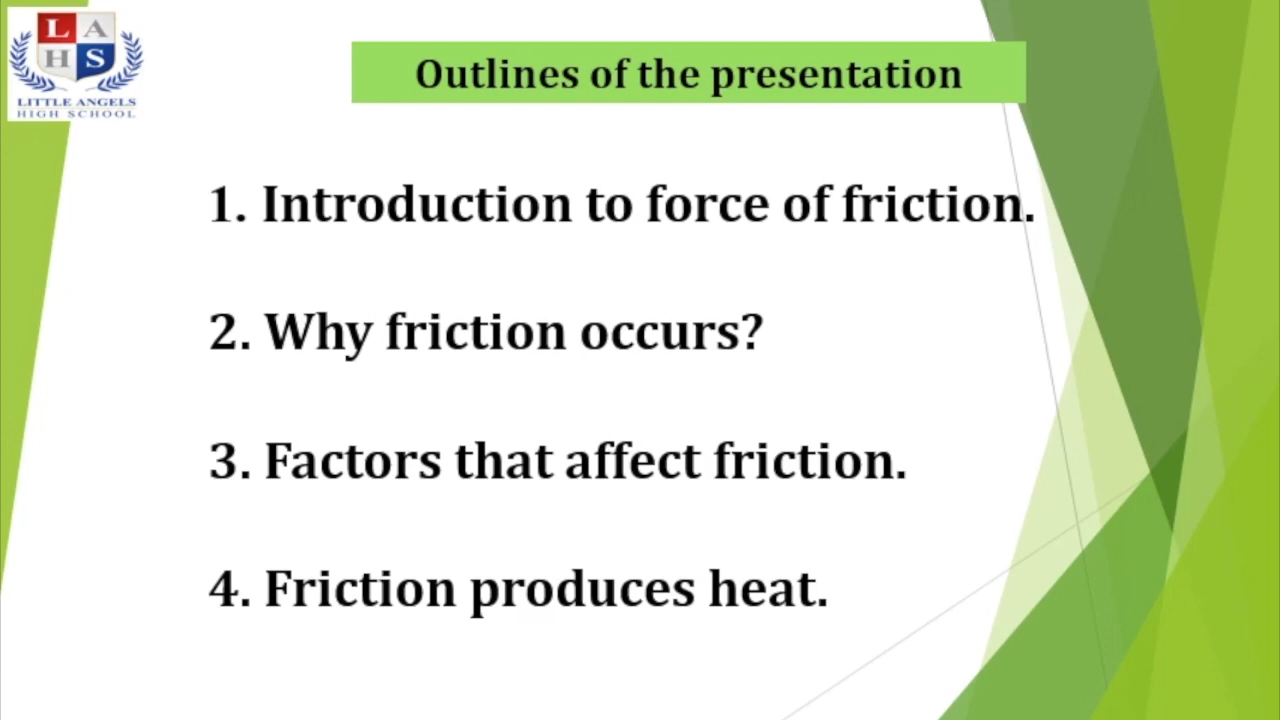 L A
H S
LITTLE ANGELS
HIGH SCHOOL
Outlines of the presentation
1. Introduction to force of friction.
2. Why friction occurs?
3. Factors that affect friction.
4. Friction produces heat.